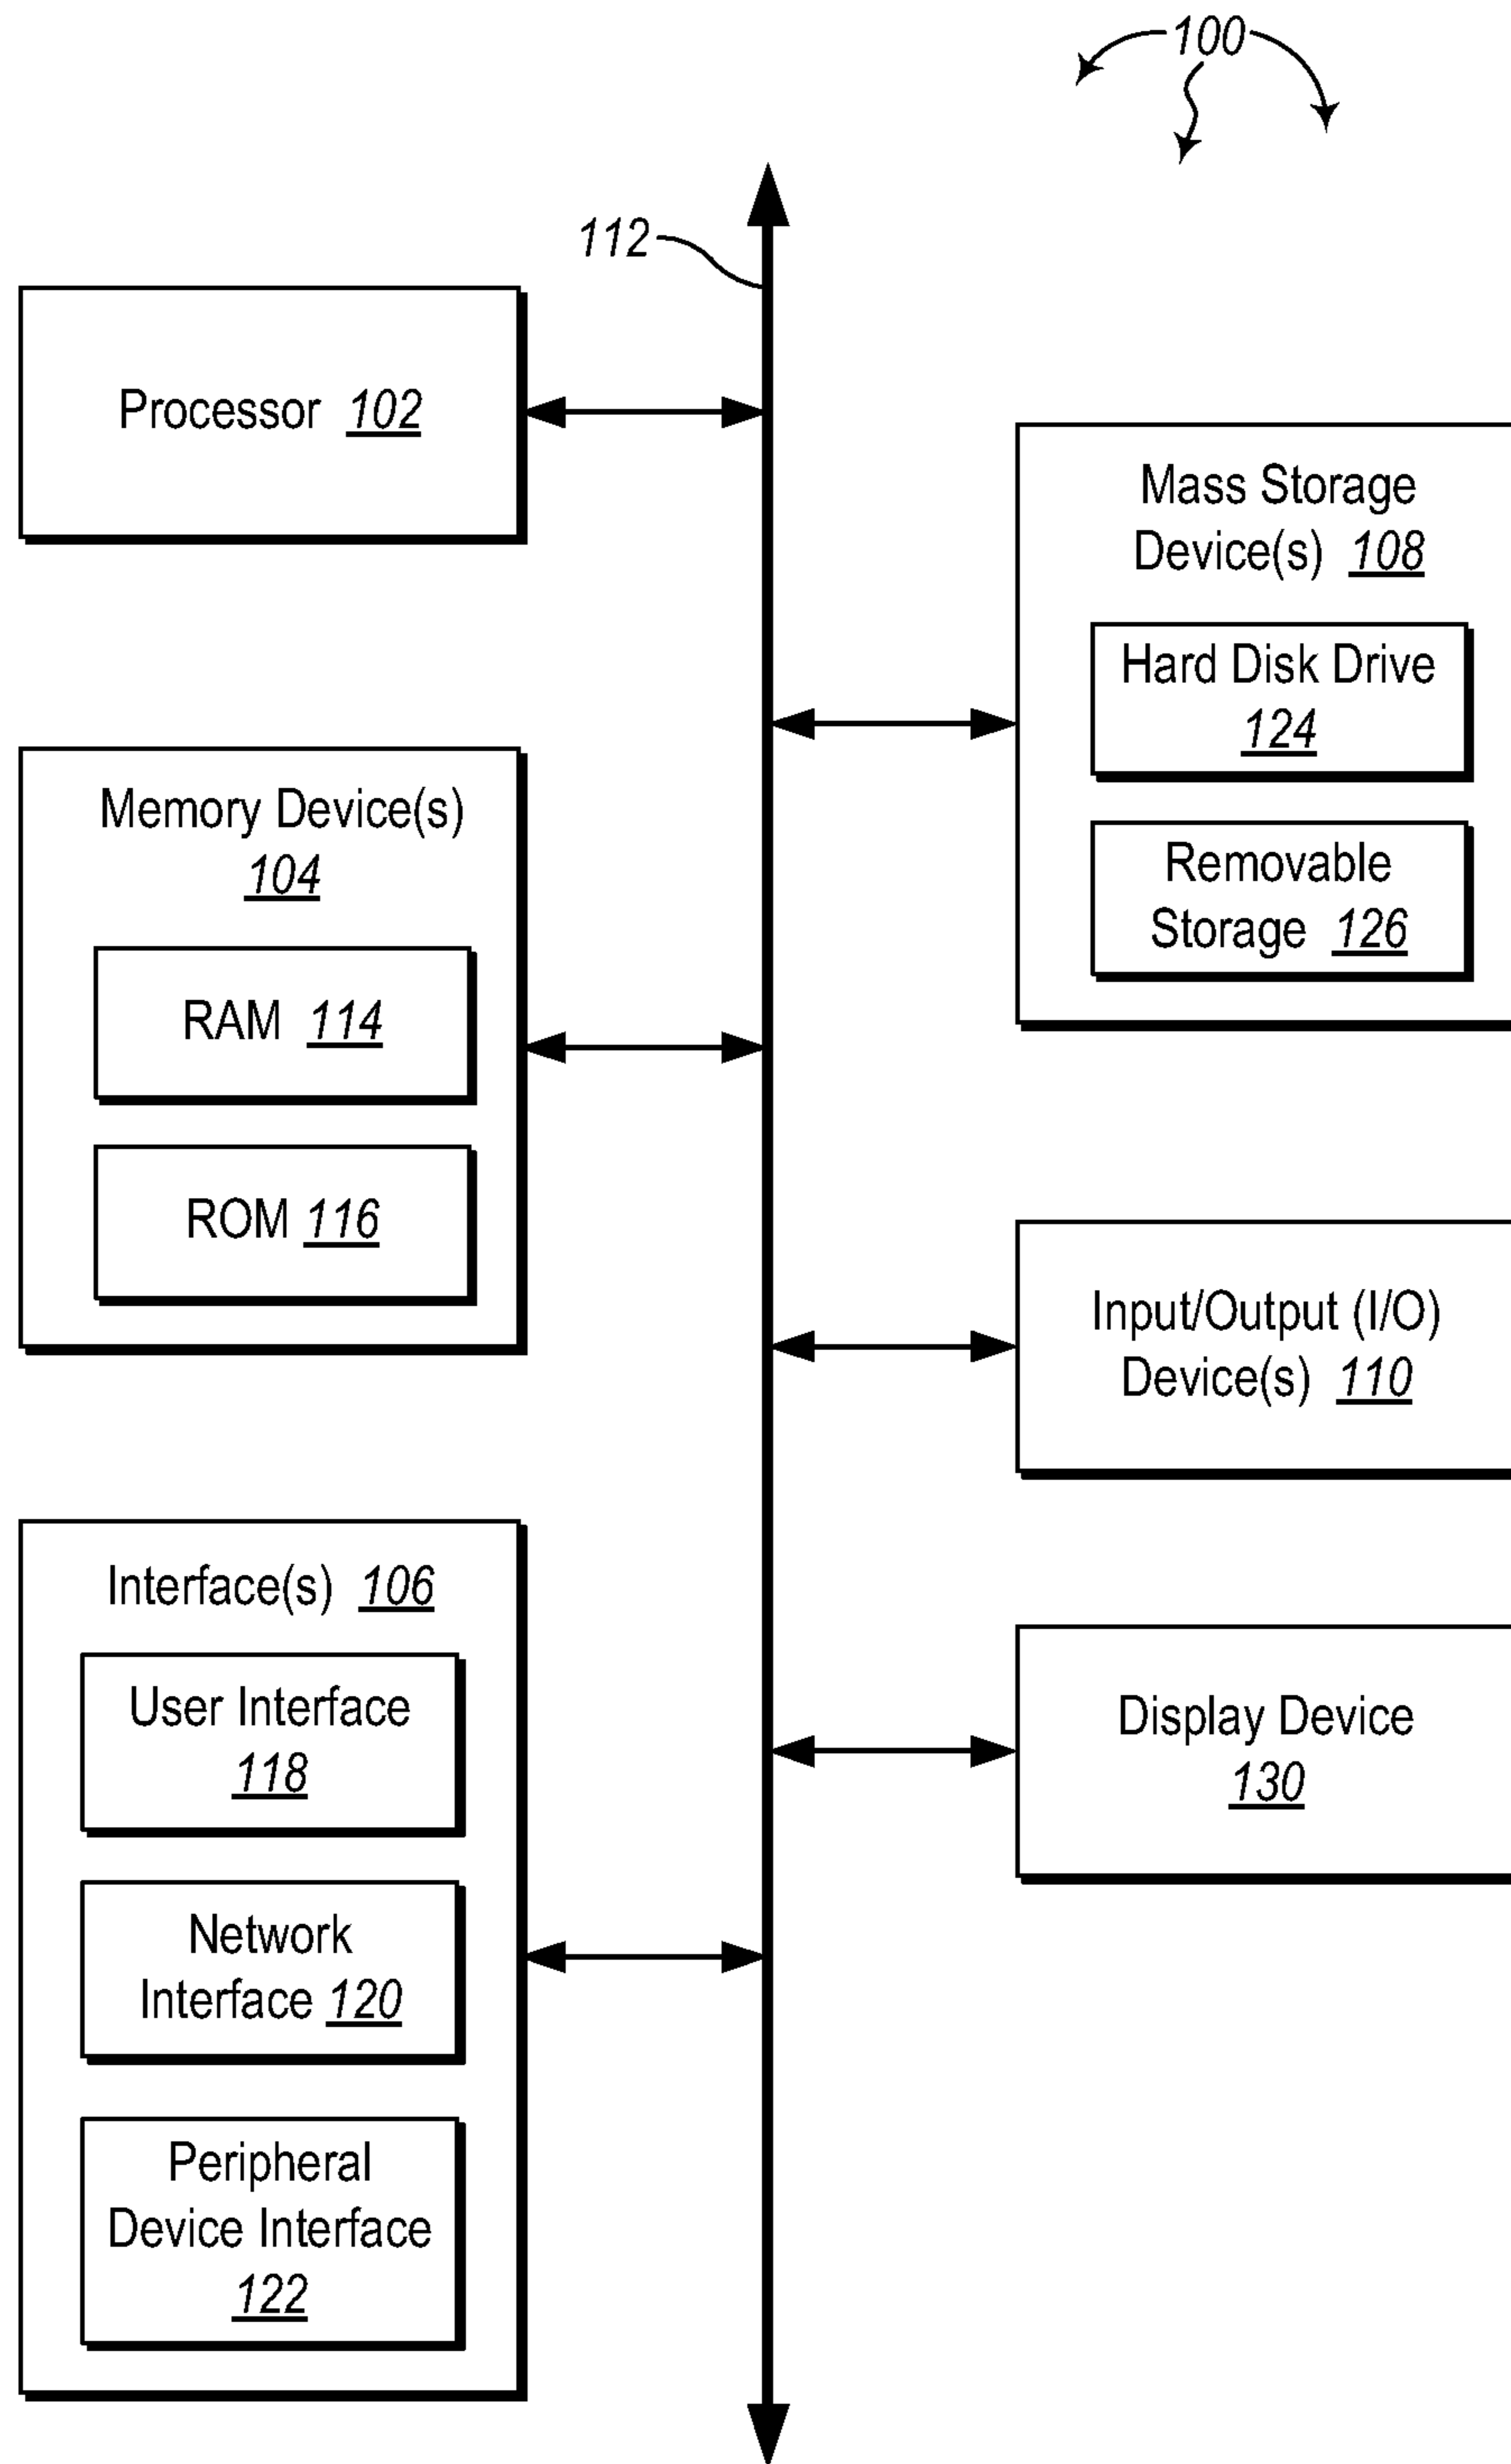 100
112
Processor 102
Mass Storage
Device(s) 108
Hard Disk Drive
124
Removable
Storage 126
Memory Device(s)
104
RAM 114
ROM 116
Input/Output (I/O)
Device(s) 110
Interface(s) 106
User Interface
118
Network
Interface 120
Peripheral
Device Interface
122
Display Device
130